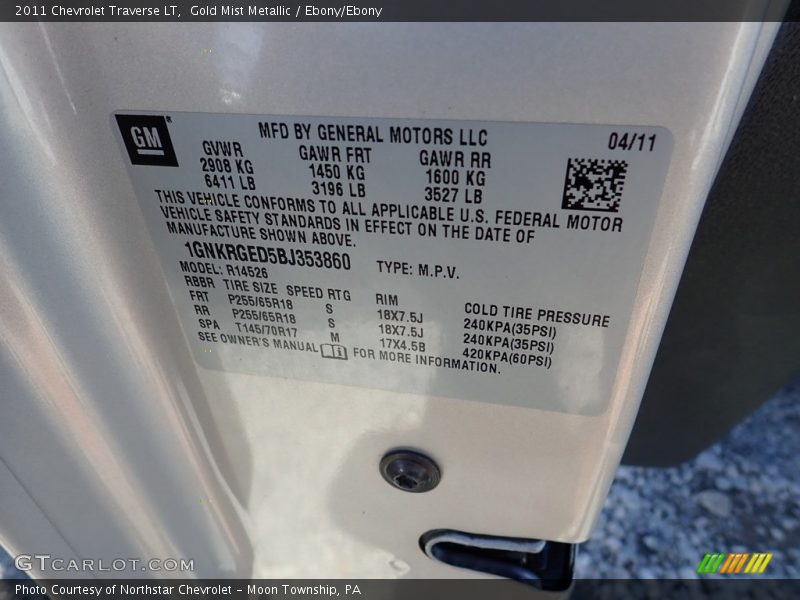 2011 Chevrolet Traverse LT, Gold Mist Metallic / Ebony/Ebony
GM®
MFD BY GENERAL MOTORS LLC 04/11
GVWR GAWR FRT GAWR RR
2908 KG 1450 KG 1600 KG
6411 LB 3196 LB 3527 LB
THIS VEHICLE CONFORMS TO ALL APPLICABLE U.S. FEDERAL MOTOR
VEHICLE SAFETY STANDARDS IN EFFECT ON THE DATE OF
MANUFACTURE SHOWN ABOVE.
1GNKRGED5BJ353860 TYPE: M.P.V.
MODEL: R14526
RBBR TIRE SIZE SPEED RTG RIM COLD TIRE PRESSURE
FRT P255/65R18 S 18X7.5J 240KPA(35PSI)
RR P255/65R18 S 18X7.5J 240KPA(35PSI)
SPA T145/70R17 M 17X4.5B 420KPA(60PSI)
SEE OWNER'S MANUAL i FOR MORE INFORMATION.
GTCARLOT.COM
Photo Courtesy of Northstar Chevrolet - Moon Township, PA